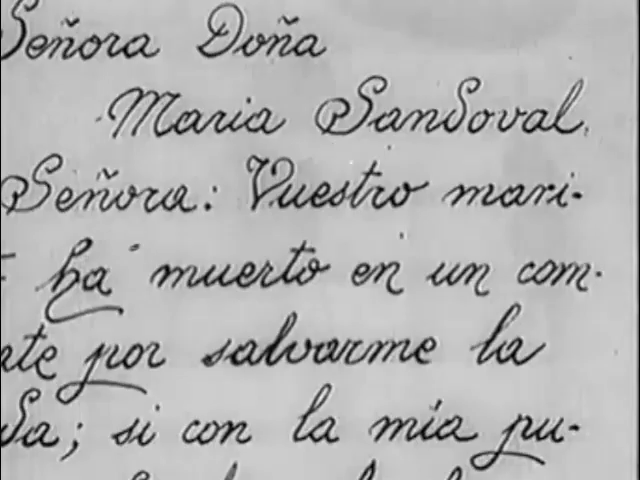 Señora Doña
Maria Sandoval.
Señora: Vuestro mari-
ha muerto en un com-
ate por salvarme la
da; si con la mia pu-